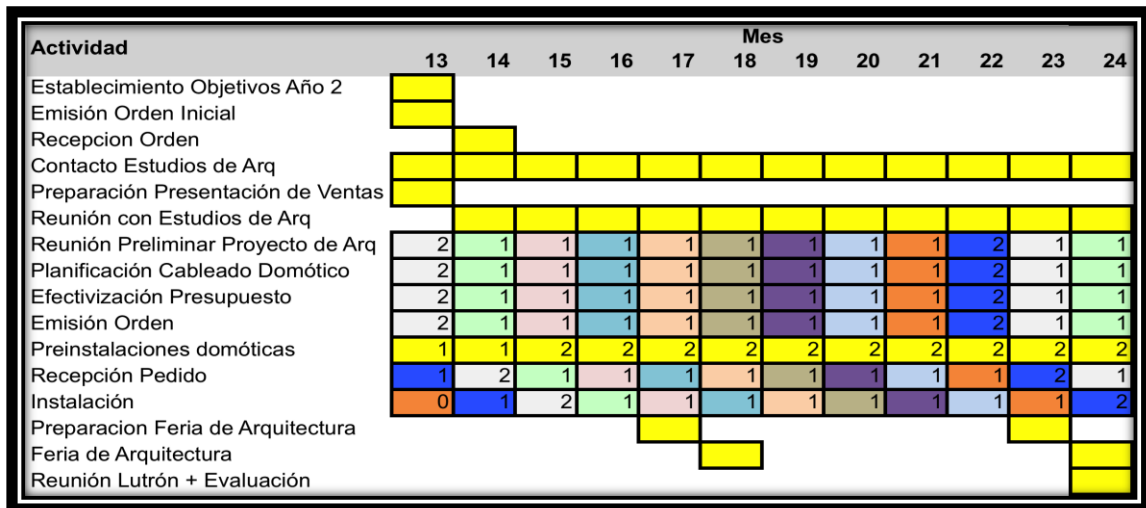 Mes
Actividad 13 14 15 16 17 18 19 20 21 22 23 24
Establecimiento Objetivos Año 2
Emisión Orden Inicial
Recepcion Orden
Contacto Estudios de Arq
Preparación Presentación de Ventas
Reunión con Estudios de Arq
Reunión Preliminar Proyecto de Arq 2 1 1 1 1 1 1 1 1 2 1 1
Planificación Cableado Domótico 2 1 1 1 1 1 1 1 1 2 1 1
Efectivización Presupuesto 2 1 1 1 1 1 1 1 1 2 1 1
Emisión Orden 2 1 1 1 1 1 1 1 1 2 1 1
Preinstalaciones domóticas 1 1 2 2 2 2 2 2 2 2 2 2
Recepción Pedido 1 2 1 1 1 1 1 1 1 1 2 1
Instalación 0 1 2 1 1 1 1 1 1 1 1 2
Preparacion Feria de Arquitectura
Feria de Arquitectura
Reunión Lutrón + Evaluación